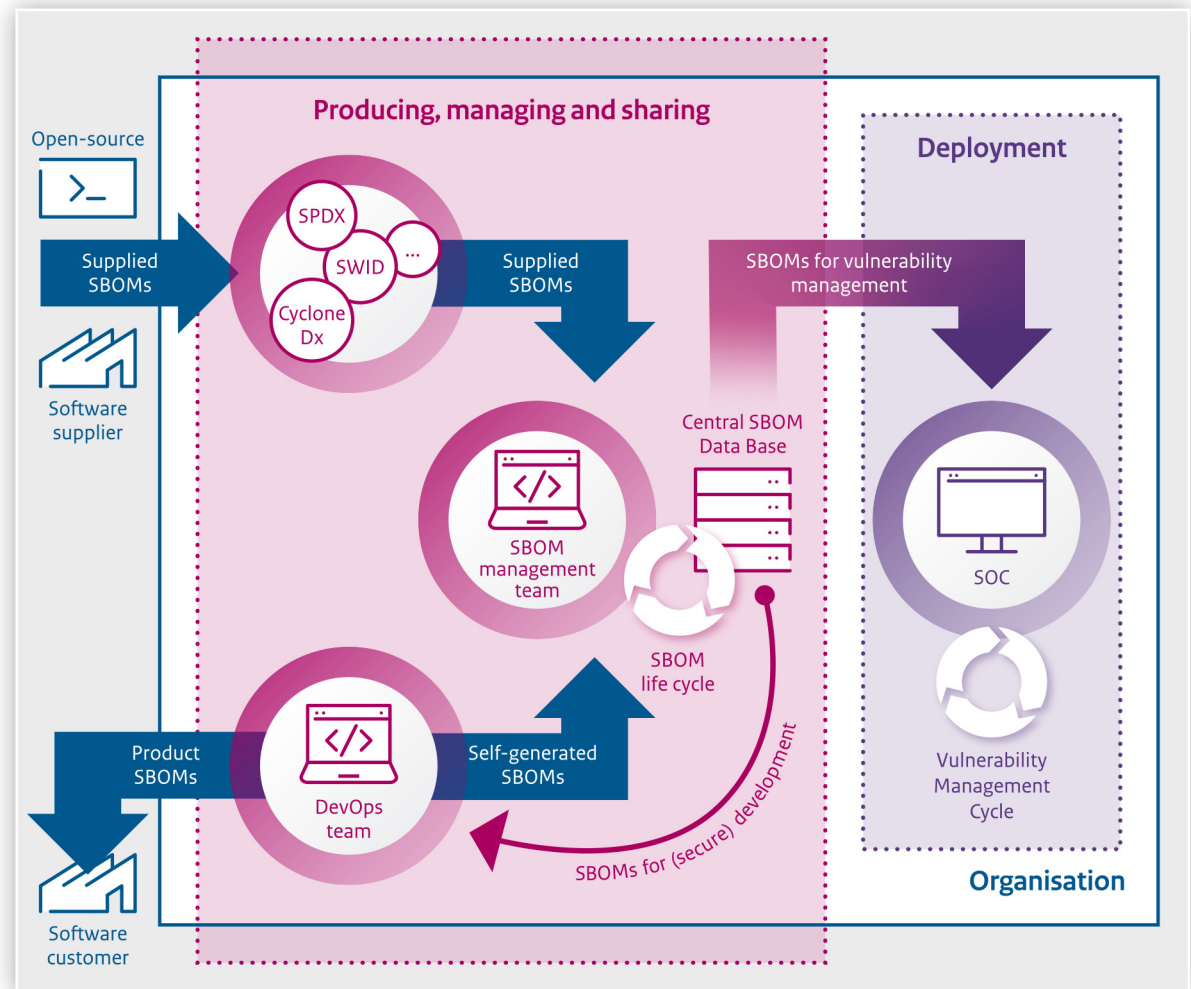 Producing, managing and sharing
Deployment
Open-source
>_
Supplied
SBOMs
Software
supplier
SPDX
SWID
...
Cyclone
Dx
Supplied
SBOMs
SBOMs for vulnerability
management
Central SBOM
Data Base
</>
SBOM
management
team
SBOM
life cycle
SOC
Vulnerability
Management
Cycle
Product
SBOMs
</>
DevOps
team
Self-generated
SBOMs
SBOMs for (secure) development
Software
customer
Organisation